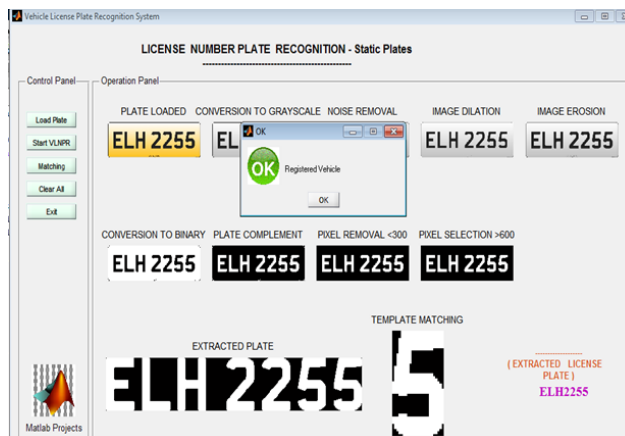 Vehicle License Plate Recognition System
LICENSE NUMBER PLATE RECOGNITION - Static Plates
Control Panel
Operation Panel
Load Plate
Start VLNPR
Matching
Clear All
Exit
PLATE LOADED
CONVERSION TO GRAYSCALE
NOISE REMOVAL
IMAGE DILATION
IMAGE EROSION
ELH 2255
EL
ELH 2255
ELH 2255
OK
OK
Registered Vehicle
OK
CONVERSION TO BINARY
PLATE COMPLEMENT
PIXEL REMOVAL <300
PIXEL SELECTION >600
ELH 2255
ELH 2255
ELH 2255
ELH 2255
TEMPLATE MATCHING
EXTRACTED PLATE
ELH 2255
5
( EXTRACTED LICENSE
PLATE )
ELH2255
Matlab Projects